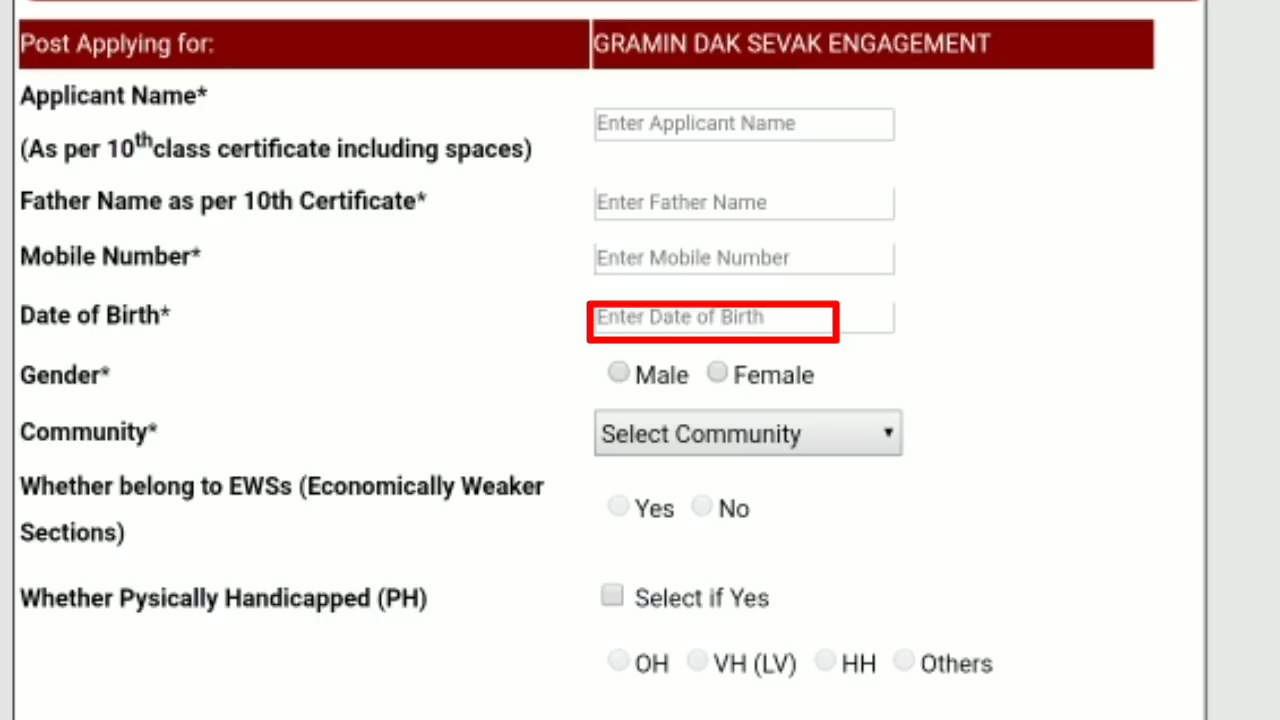 Post Applying for: GRAMIN DAK SEVAK ENGAGEMENT
Applicant Name*
(As per 10thclass certificate including spaces) Enter Applicant Name
Father Name as per 10th Certificate* Enter Father Name
Mobile Number* Enter Mobile Number
Date of Birth* Enter Date of Birth
Gender* Male Female
Community* Select Community
Whether belong to EWSs (Economically Weaker
Sections) Yes No
Whether Pysically Handicapped (PH) Select if Yes
OH VH (LV) HH Others